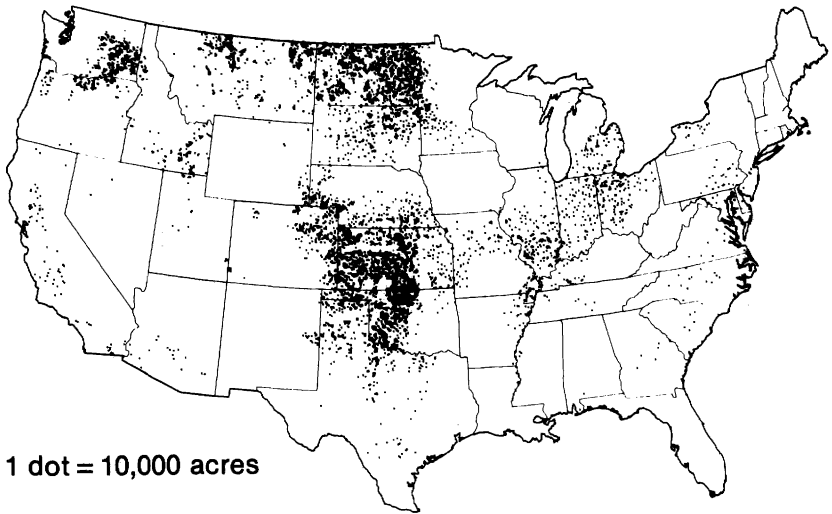 1 dot = 10,000 acres